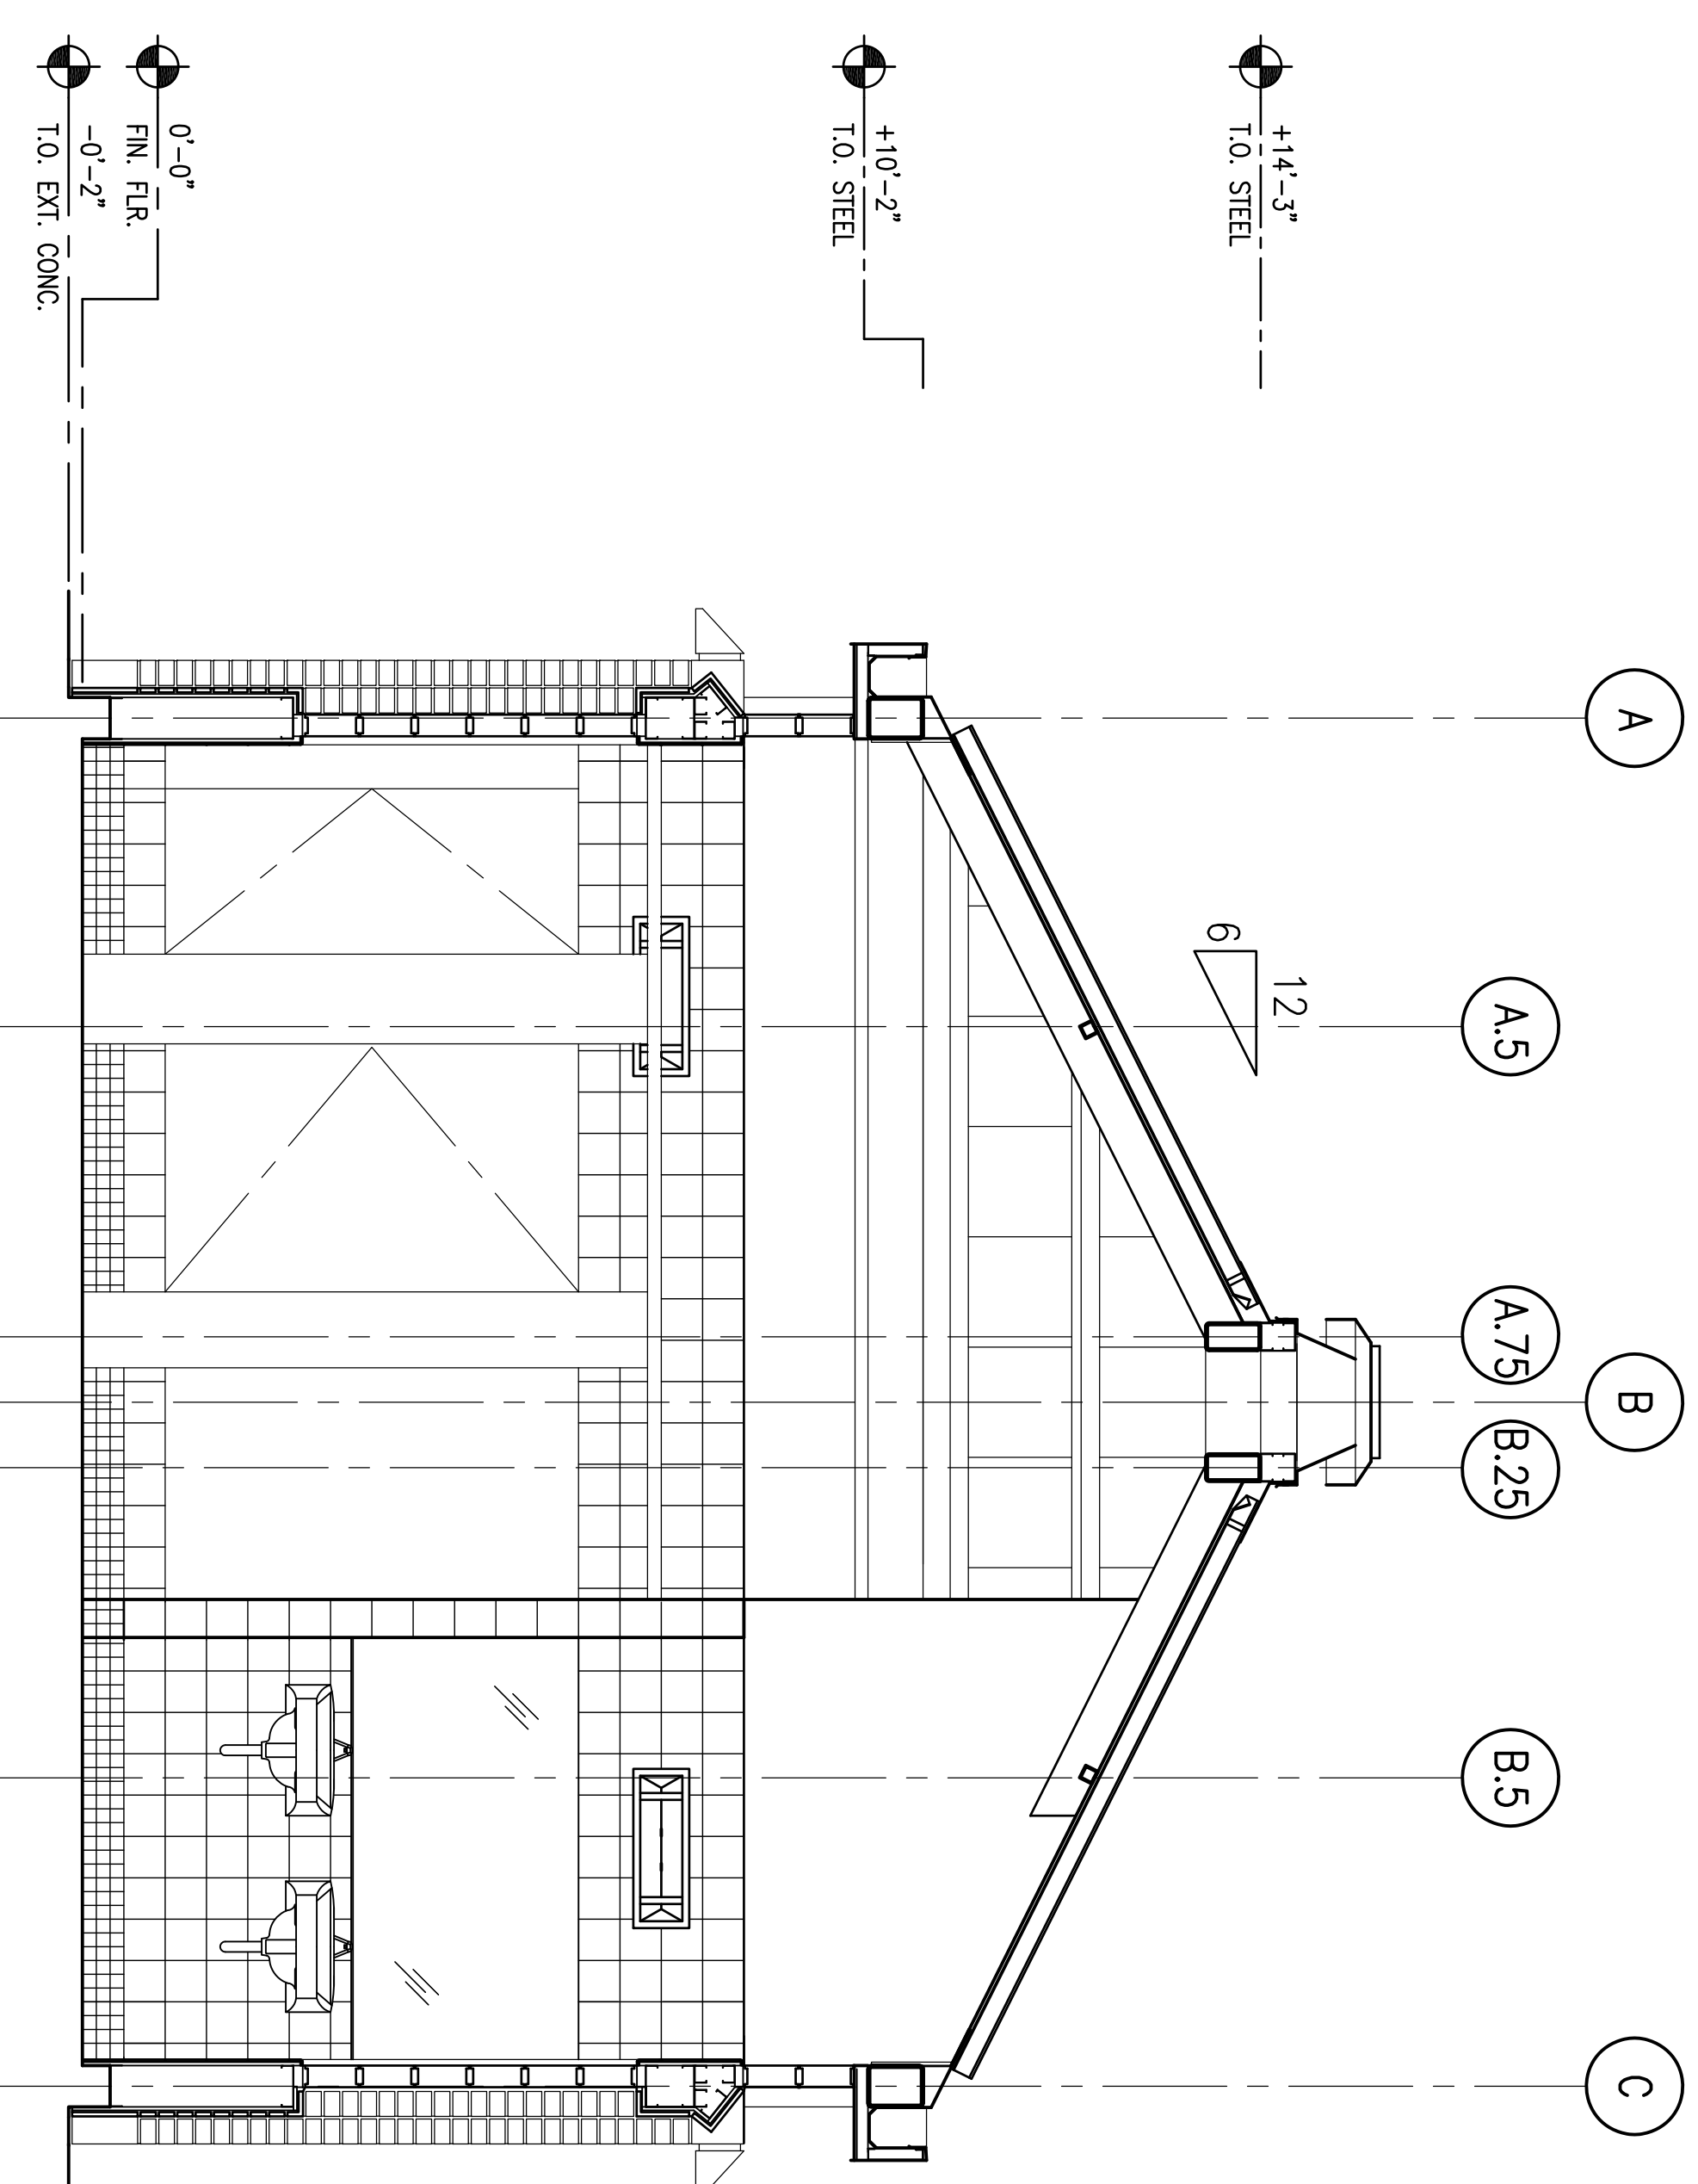 A
A.5
A.75
B
B.25
B.5
C
12
6
+14'-3"
T.O. STEEL
+10'-2"
T.O. STEEL
0'-0"
FIN. FLR.
-0'-2"
T.O. EXT. CONC.